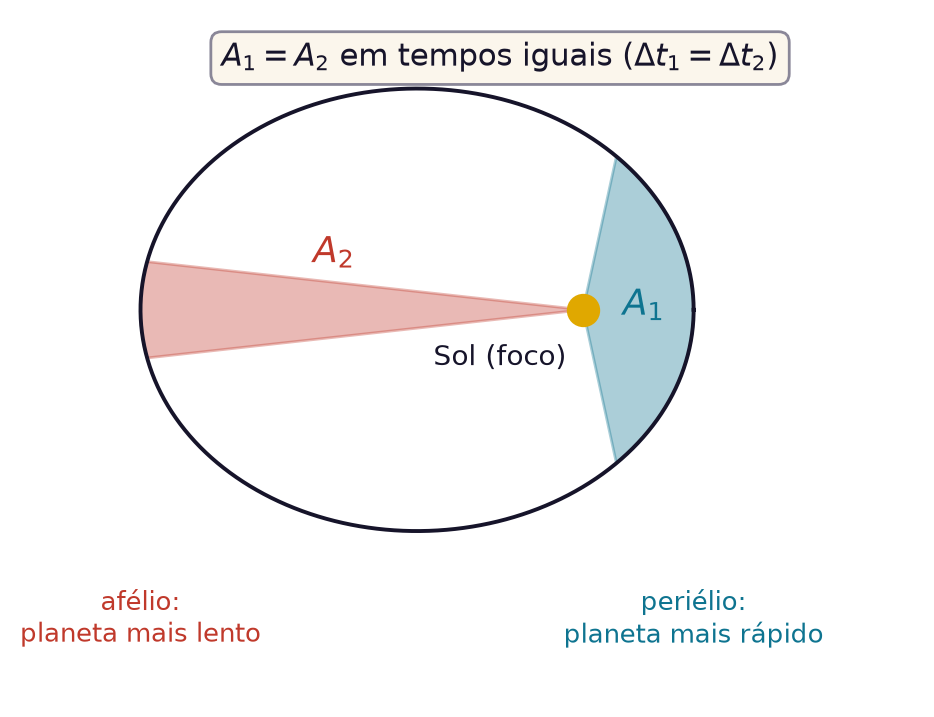 A₁ = A₂ em tempos iguais (Δt₁ = Δt₂)
A₂
A₁
Sol (foco)
afélio:
planeta mais lento
periélio:
planeta mais rápido